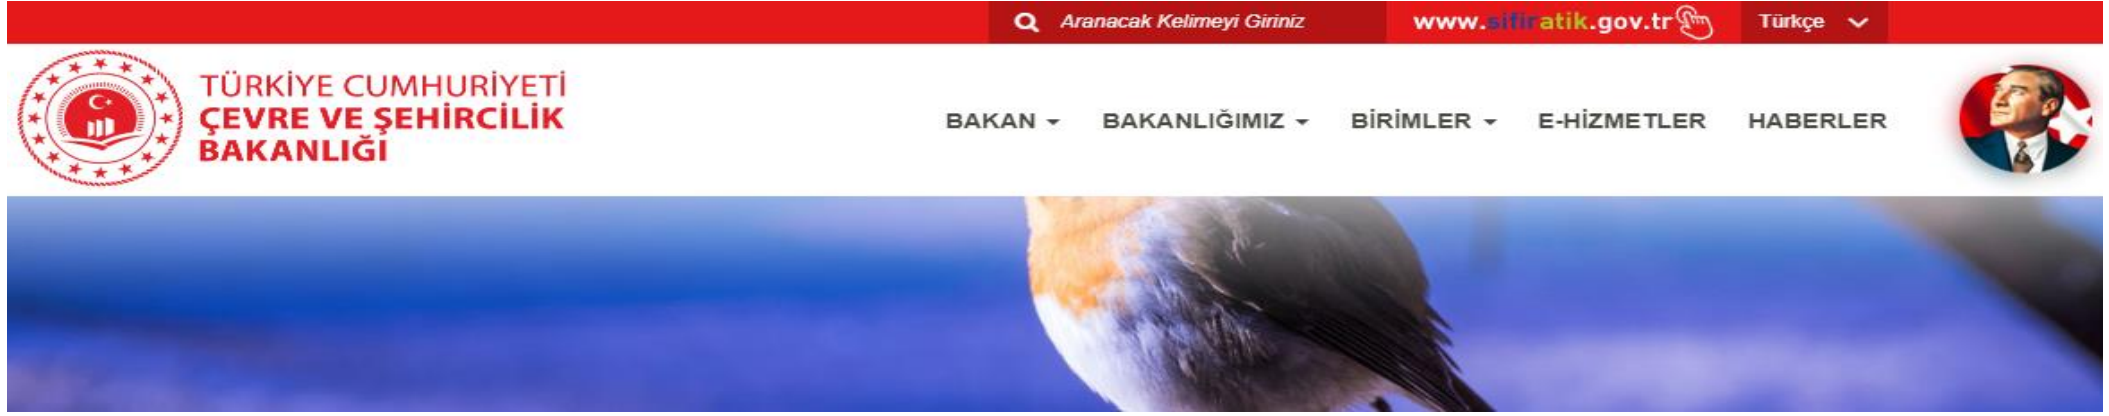 Aranacak Kelimeyi Giriniz
www.sifiratik.gov.tr
Türkçe
TÜRKİYE CUMHURİYETİ
ÇEVRE VE ŞEHİRCİLİK
BAKANLIĞI
BAKAN
BAKANLIĞIMIZ
BİRİMLER
E-HİZMETLER
HABERLER